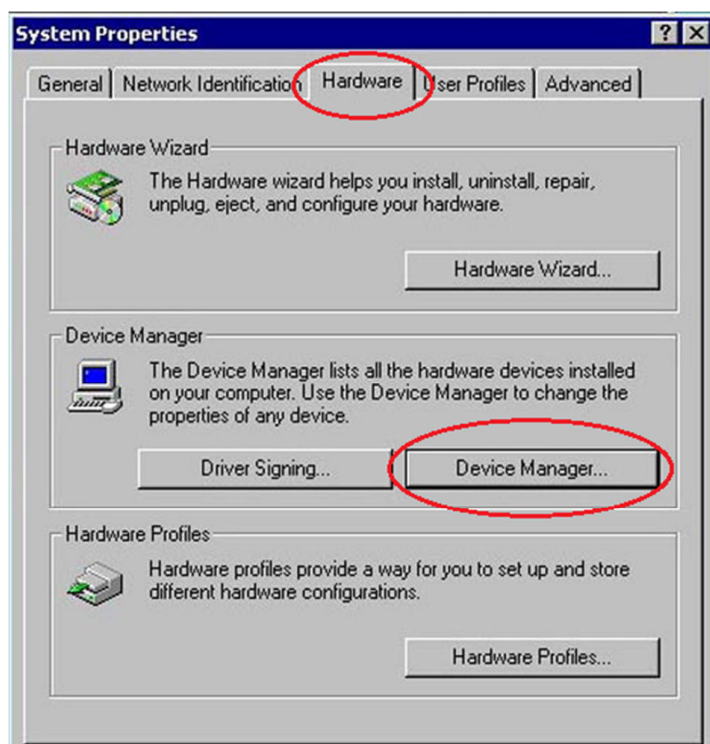 System Properties
General
Network Identification
Hardware
User Profiles
Advanced
Hardware Wizard
The Hardware wizard helps you install, uninstall, repair,
unplug, eject, and configure your hardware.
Hardware Wizard...
Device Manager
The Device Manager lists all the hardware devices installed
on your computer. Use the Device Manager to change the
properties of any device.
Driver Signing...
Device Manager...
Hardware Profiles
Hardware profiles provide a way for you to set up and store
different hardware configurations.
Hardware Profiles...